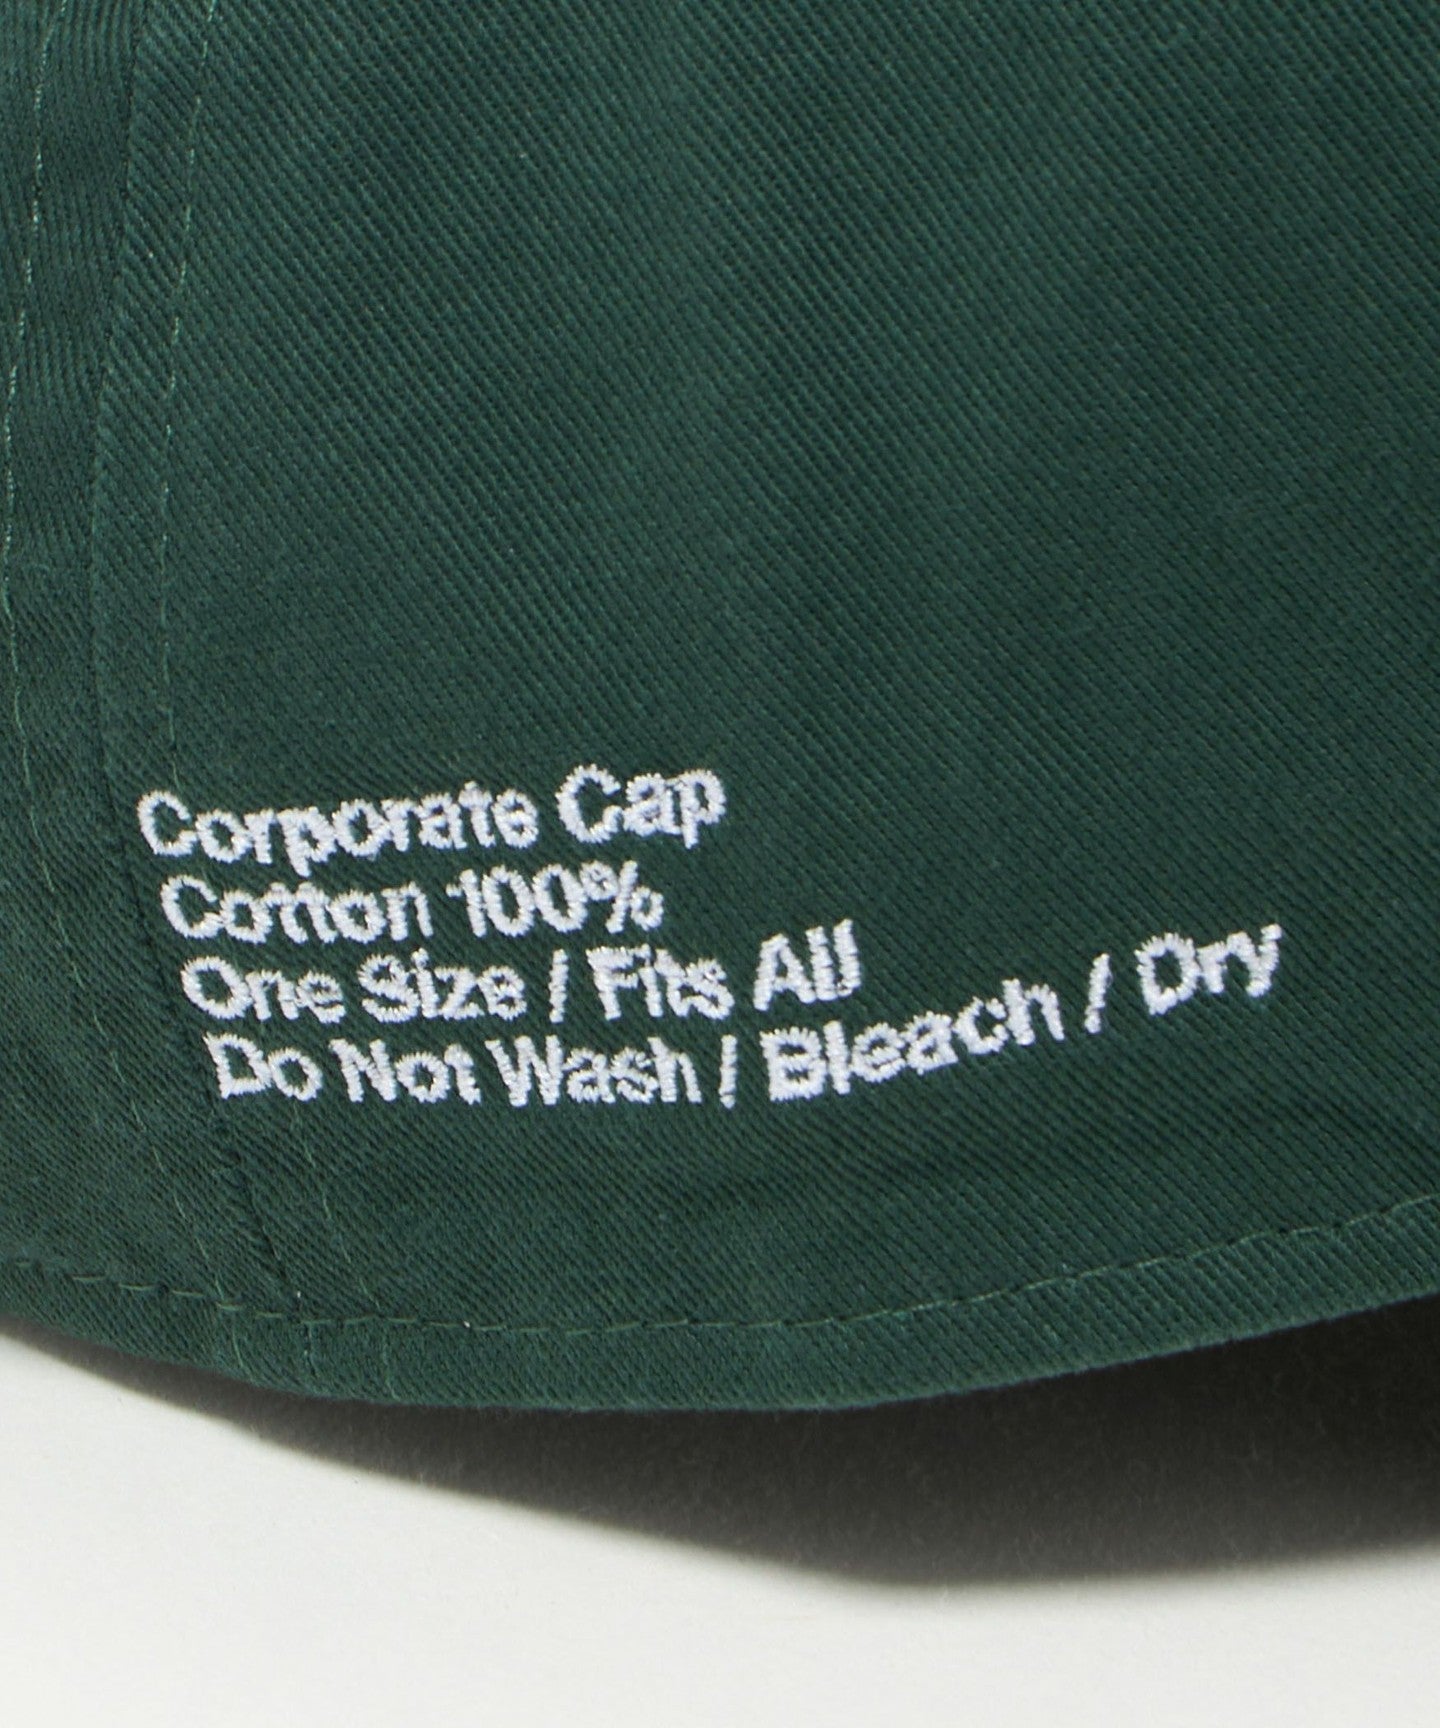 Corporate Cap
Cotton 100%
One Size / Fits All
Do Not Wash / Bleach / Dry